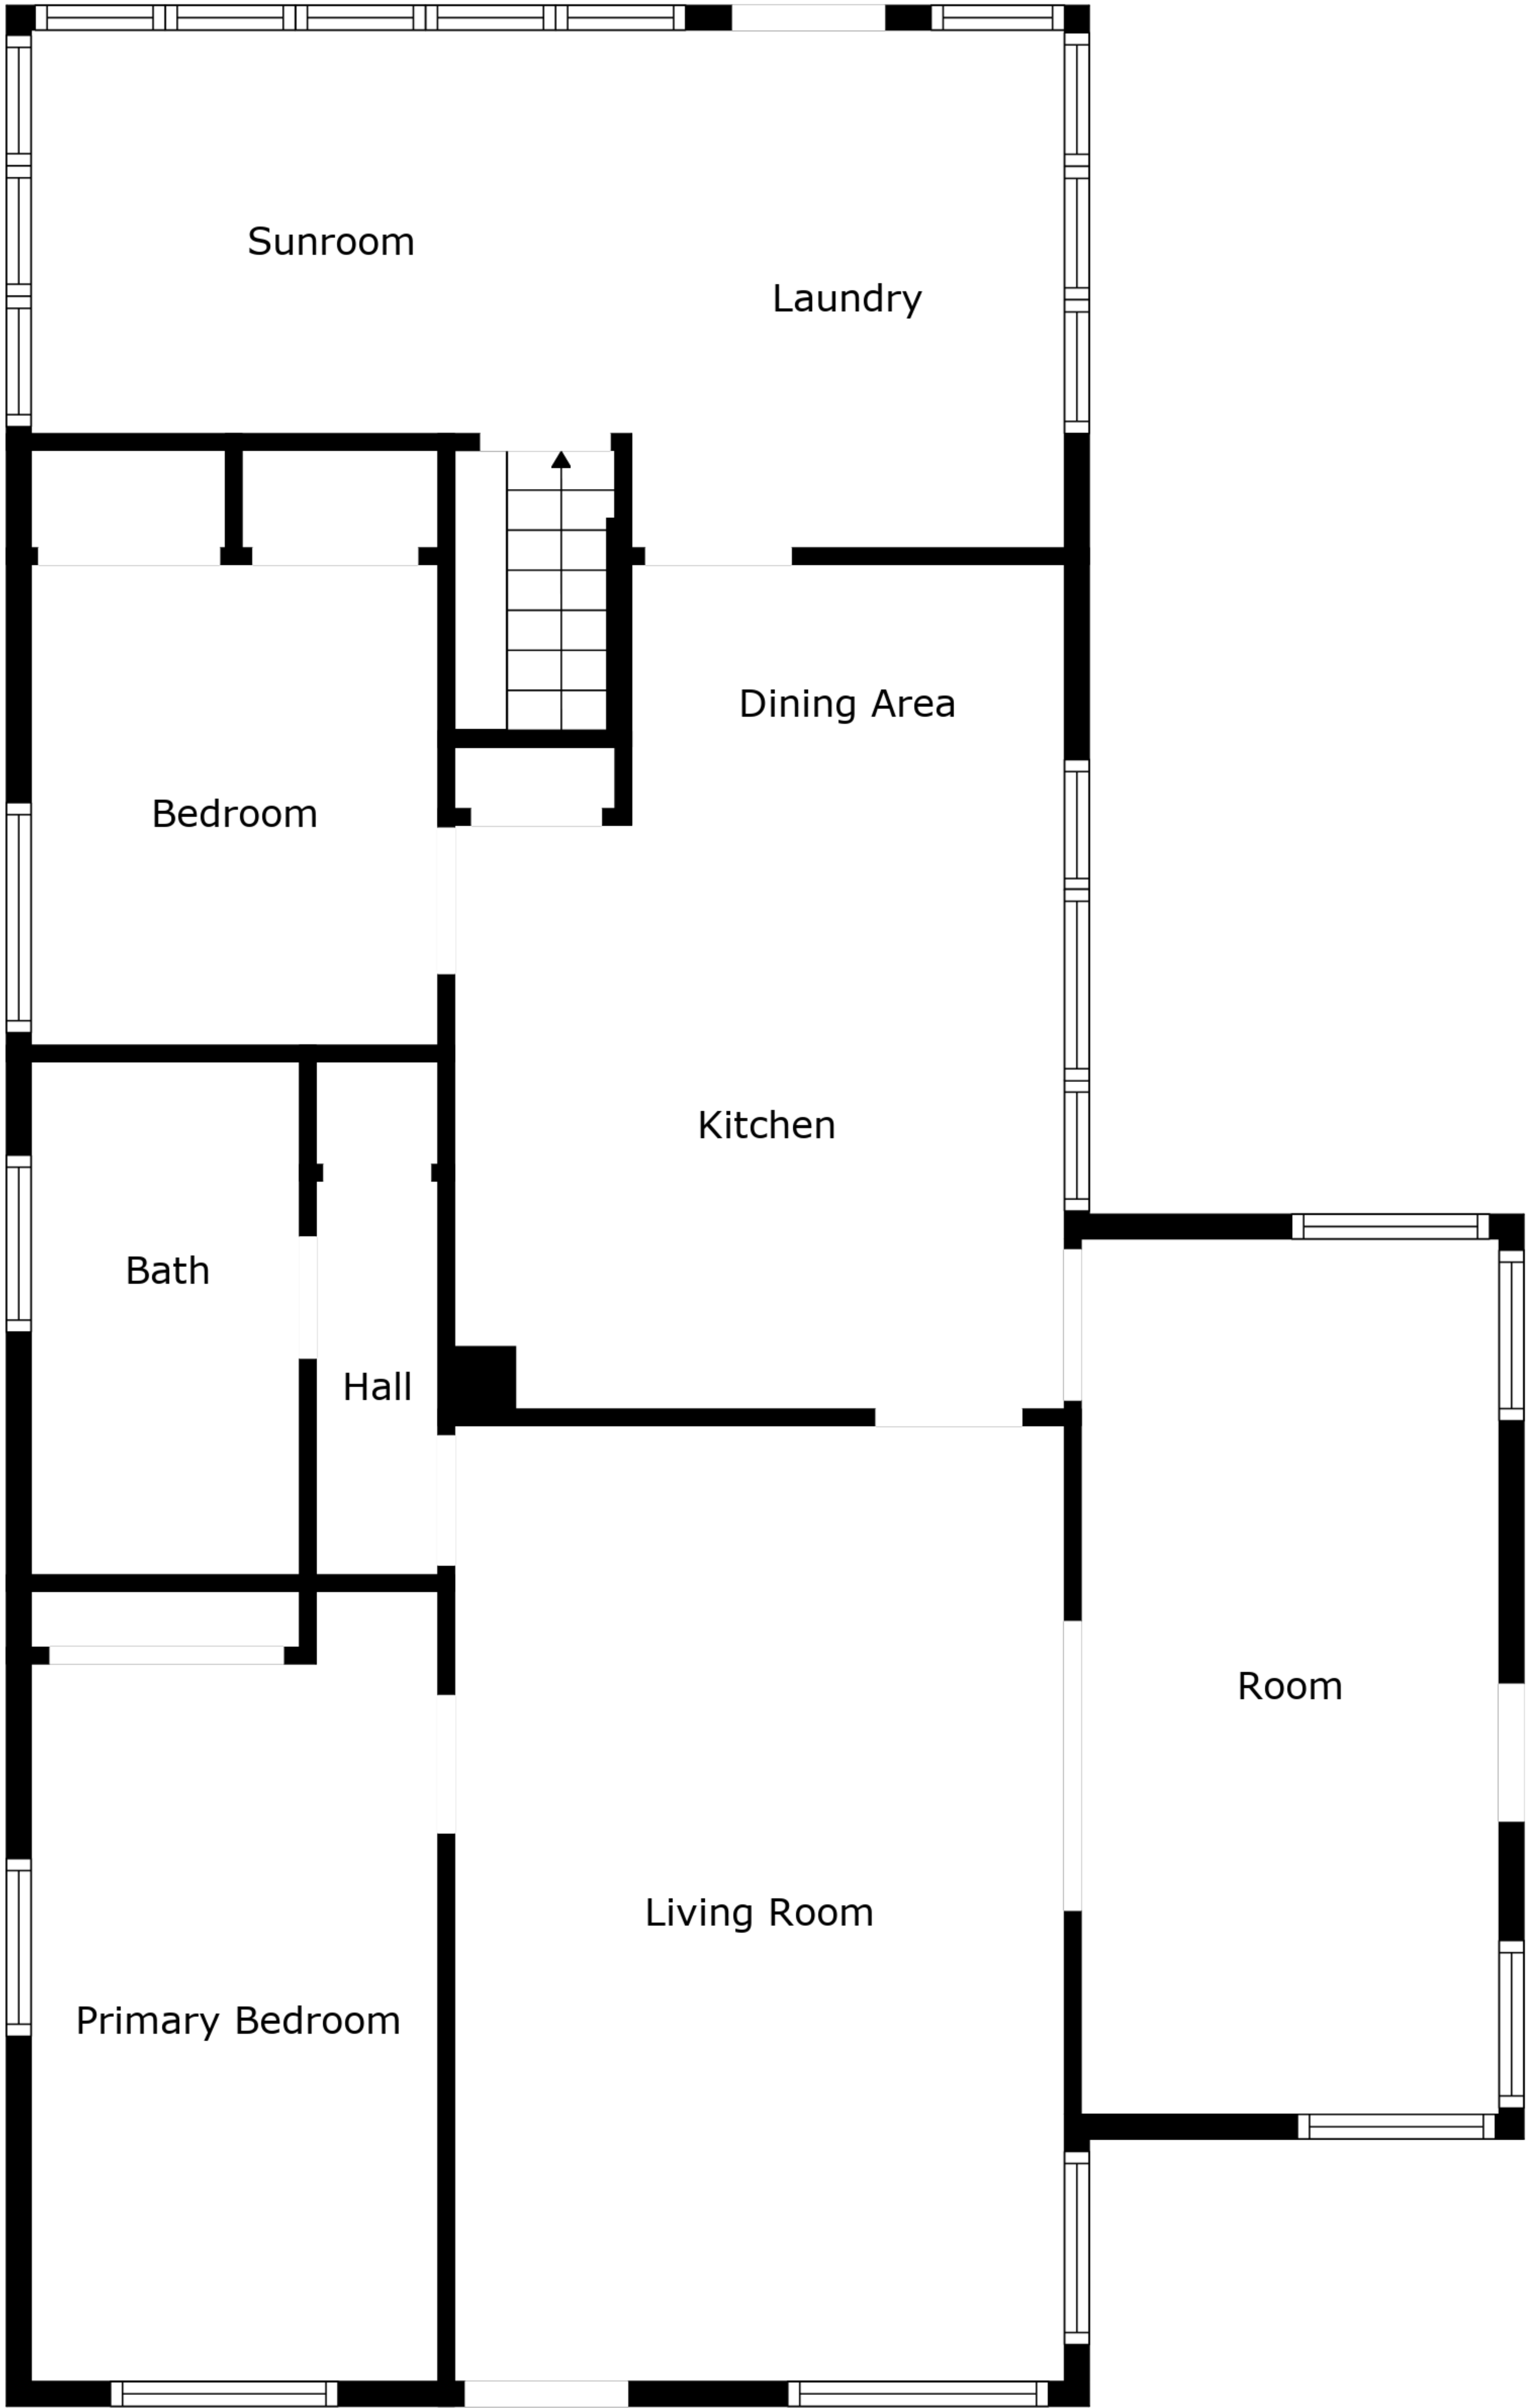 Sunroom
Laundry
Dining Area
Bedroom
Kitchen
Bath
Hall
Room
Living Room
Primary Bedroom